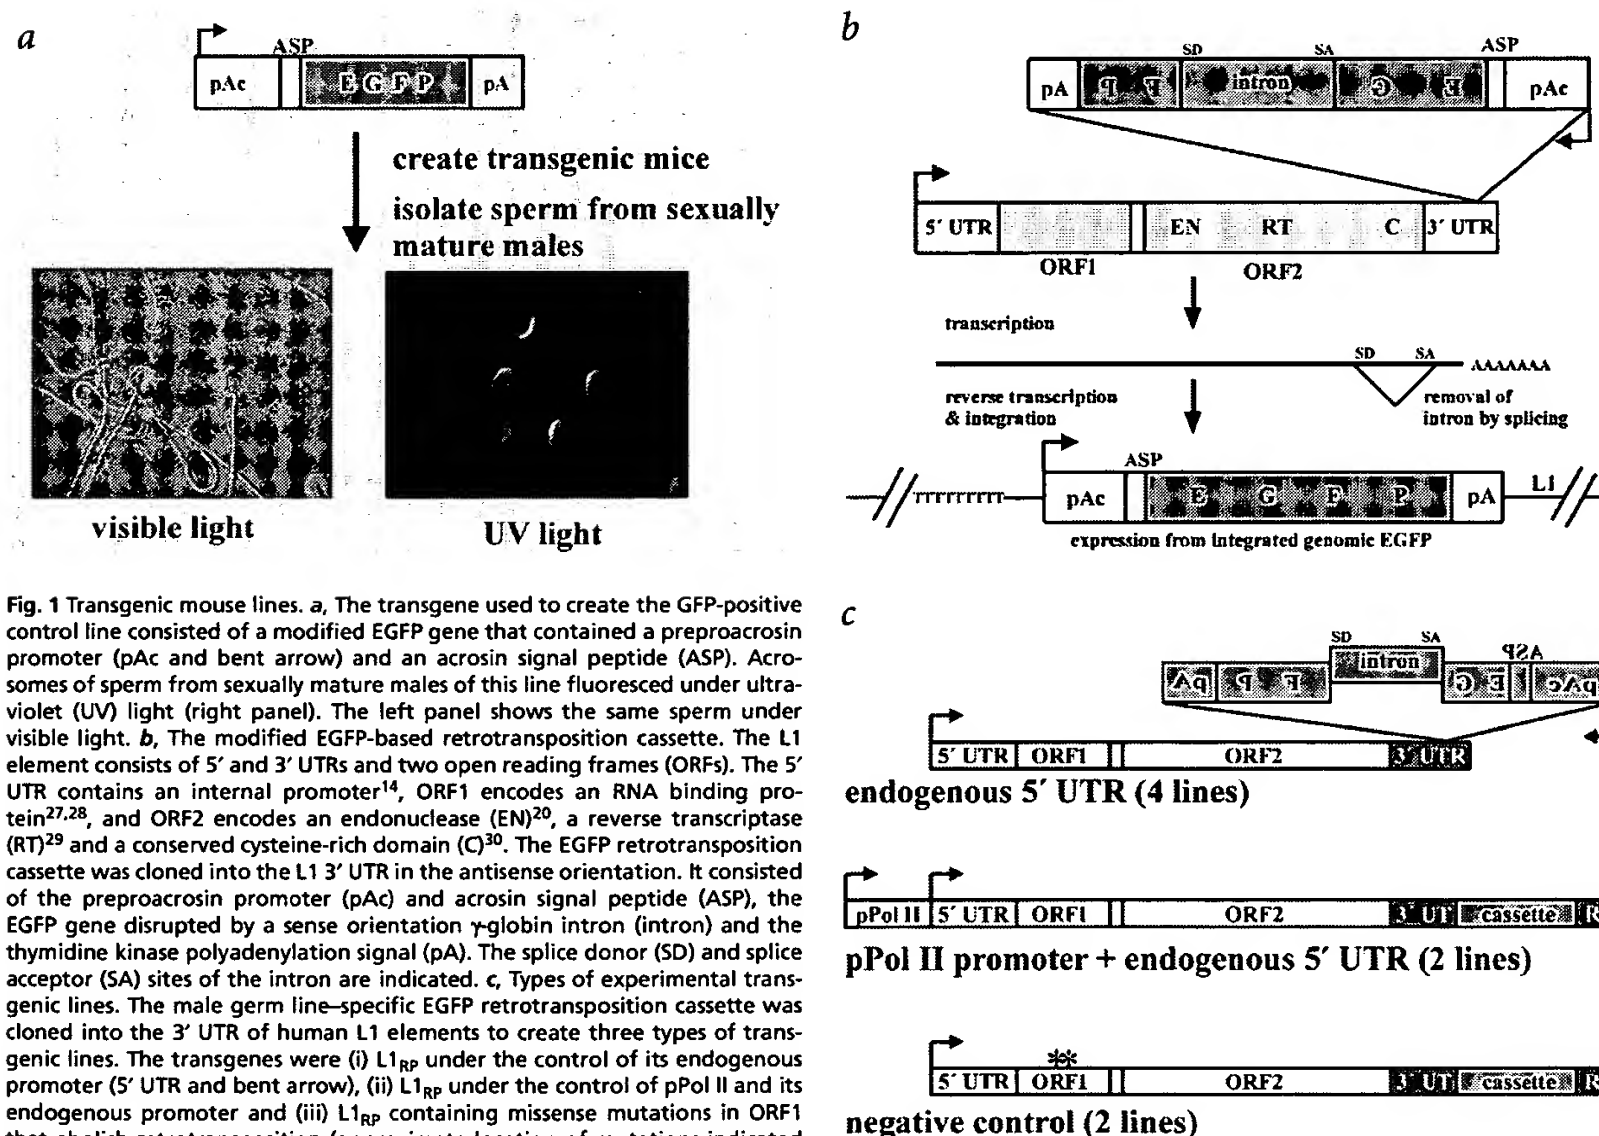 a
ASP
pAc
E G F P
pA
create transgenic mice
isolate sperm from sexually
mature males
visible light
UV light
Fig. 1 Transgenic mouse lines. a, The transgene used to create the GFP-positive
control line consisted of a modified EGFP gene that contained a preproacrosin
promoter (pAc and bent arrow) and an acrosin signal peptide (ASP). Acro-
somes of sperm from sexually mature males of this line fluoresced under ultra-
violet (UV) light (right panel). The left panel shows the same sperm under
visible light. b, The modified EGFP-based retrotransposition cassette. The L1
element consists of 5′ and 3′ UTRs and two open reading frames (ORFs). The 5′
UTR contains an internal promoter14, ORF1 encodes an RNA binding pro-
tein27,28, and ORF2 encodes an endonuclease (EN)20, a reverse transcriptase
(RT)29 and a conserved cysteine-rich domain (C)30. The EGFP retrotransposition
cassette was cloned into the L1 3′ UTR in the antisense orientation. It consisted
of the preproacrosin promoter (pAc) and acrosin signal peptide (ASP), the
EGFP gene disrupted by a sense orientation γ-globin intron (intron) and the
thymidine kinase polyadenylation signal (pA). The splice donor (SD) and splice
acceptor (SA) sites of the intron are indicated. c, Types of experimental trans-
genic lines. The male germ line–specific EGFP retrotransposition cassette was
cloned into the 3′ UTR of human L1 elements to create three types of trans-
genic lines. The transgenes were (i) L1RP under the control of its endogenous
promoter (5′ UTR and bent arrow), (ii) L1RP under the control of pPol II and its
endogenous promoter and (iii) L1RP containing missense mutations in ORF1
that abolish retrotransposition (approximate location of mutations indicated
b
SD SA ASP
pA P F intron G E pAc
5′ UTR EN RT C 3′ UTR
ORF1 ORF2
transcription
SD SA
AAAAAAA
reverse transcription
& integration
removal of
intron by splicing
ASP
TTTTTTTTT pAc E G F P pA L1
expression from integrated genomic EGFP
c
SD SA ASP
pA P F intron G E pAc
5′ UTR ORF1 ORF2 3′ UTR
endogenous 5′ UTR (4 lines)
pPol II 5′ UTR ORF1 ORF2 3′ UT cassette R
pPol II promoter + endogenous 5′ UTR (2 lines)
**
5′ UTR ORF1 ORF2 3′ UT cassette R
negative control (2 lines)